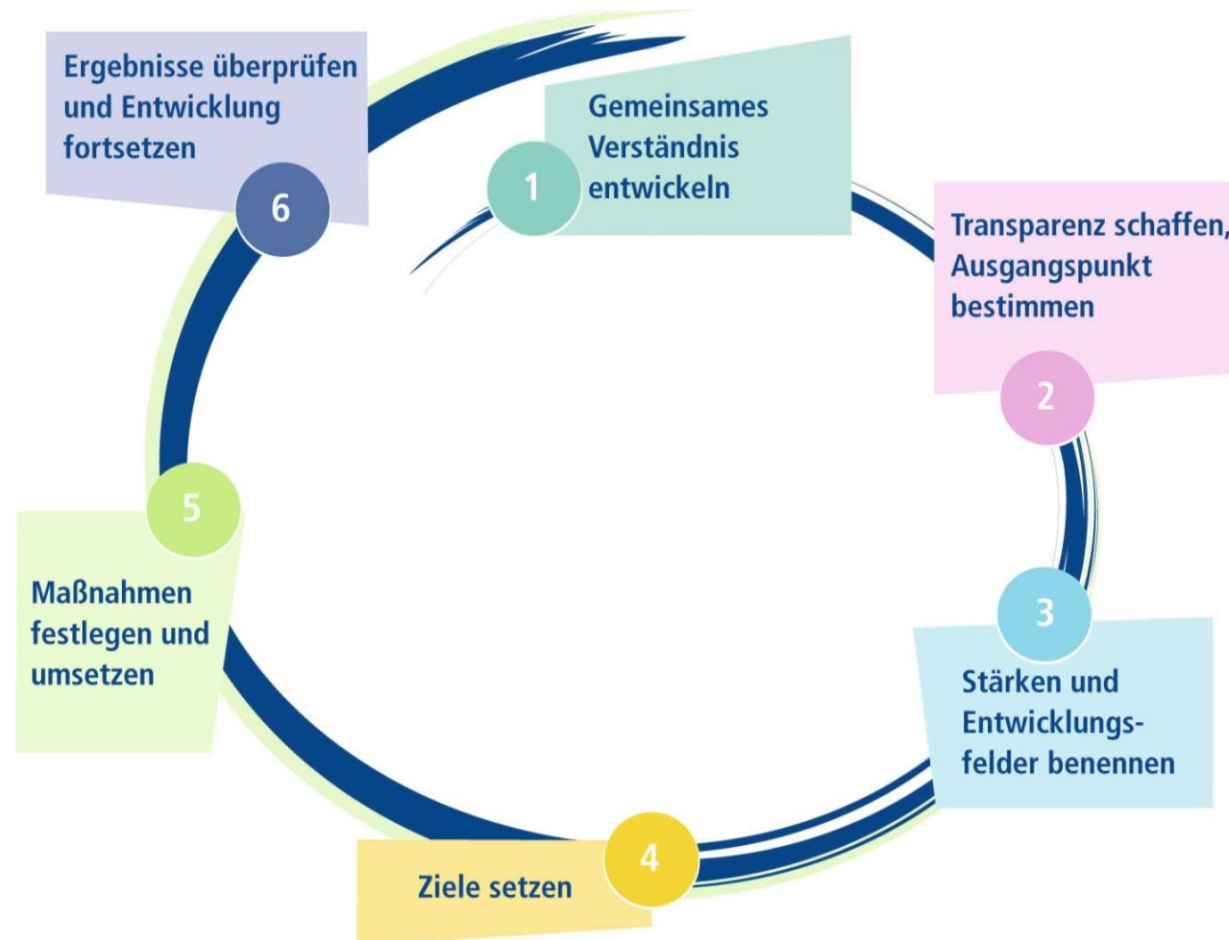 1
Gemeinsames
Verständnis
entwickeln
2
Transparenz schaffen,
Ausgangspunkt
bestimmen
3
Stärken und
Entwicklungs-
felder benennen
4
Ziele setzen
5
Maßnahmen
festlegen und
umsetzen
6
Ergebnisse überprüfen
und Entwicklung
fortsetzen